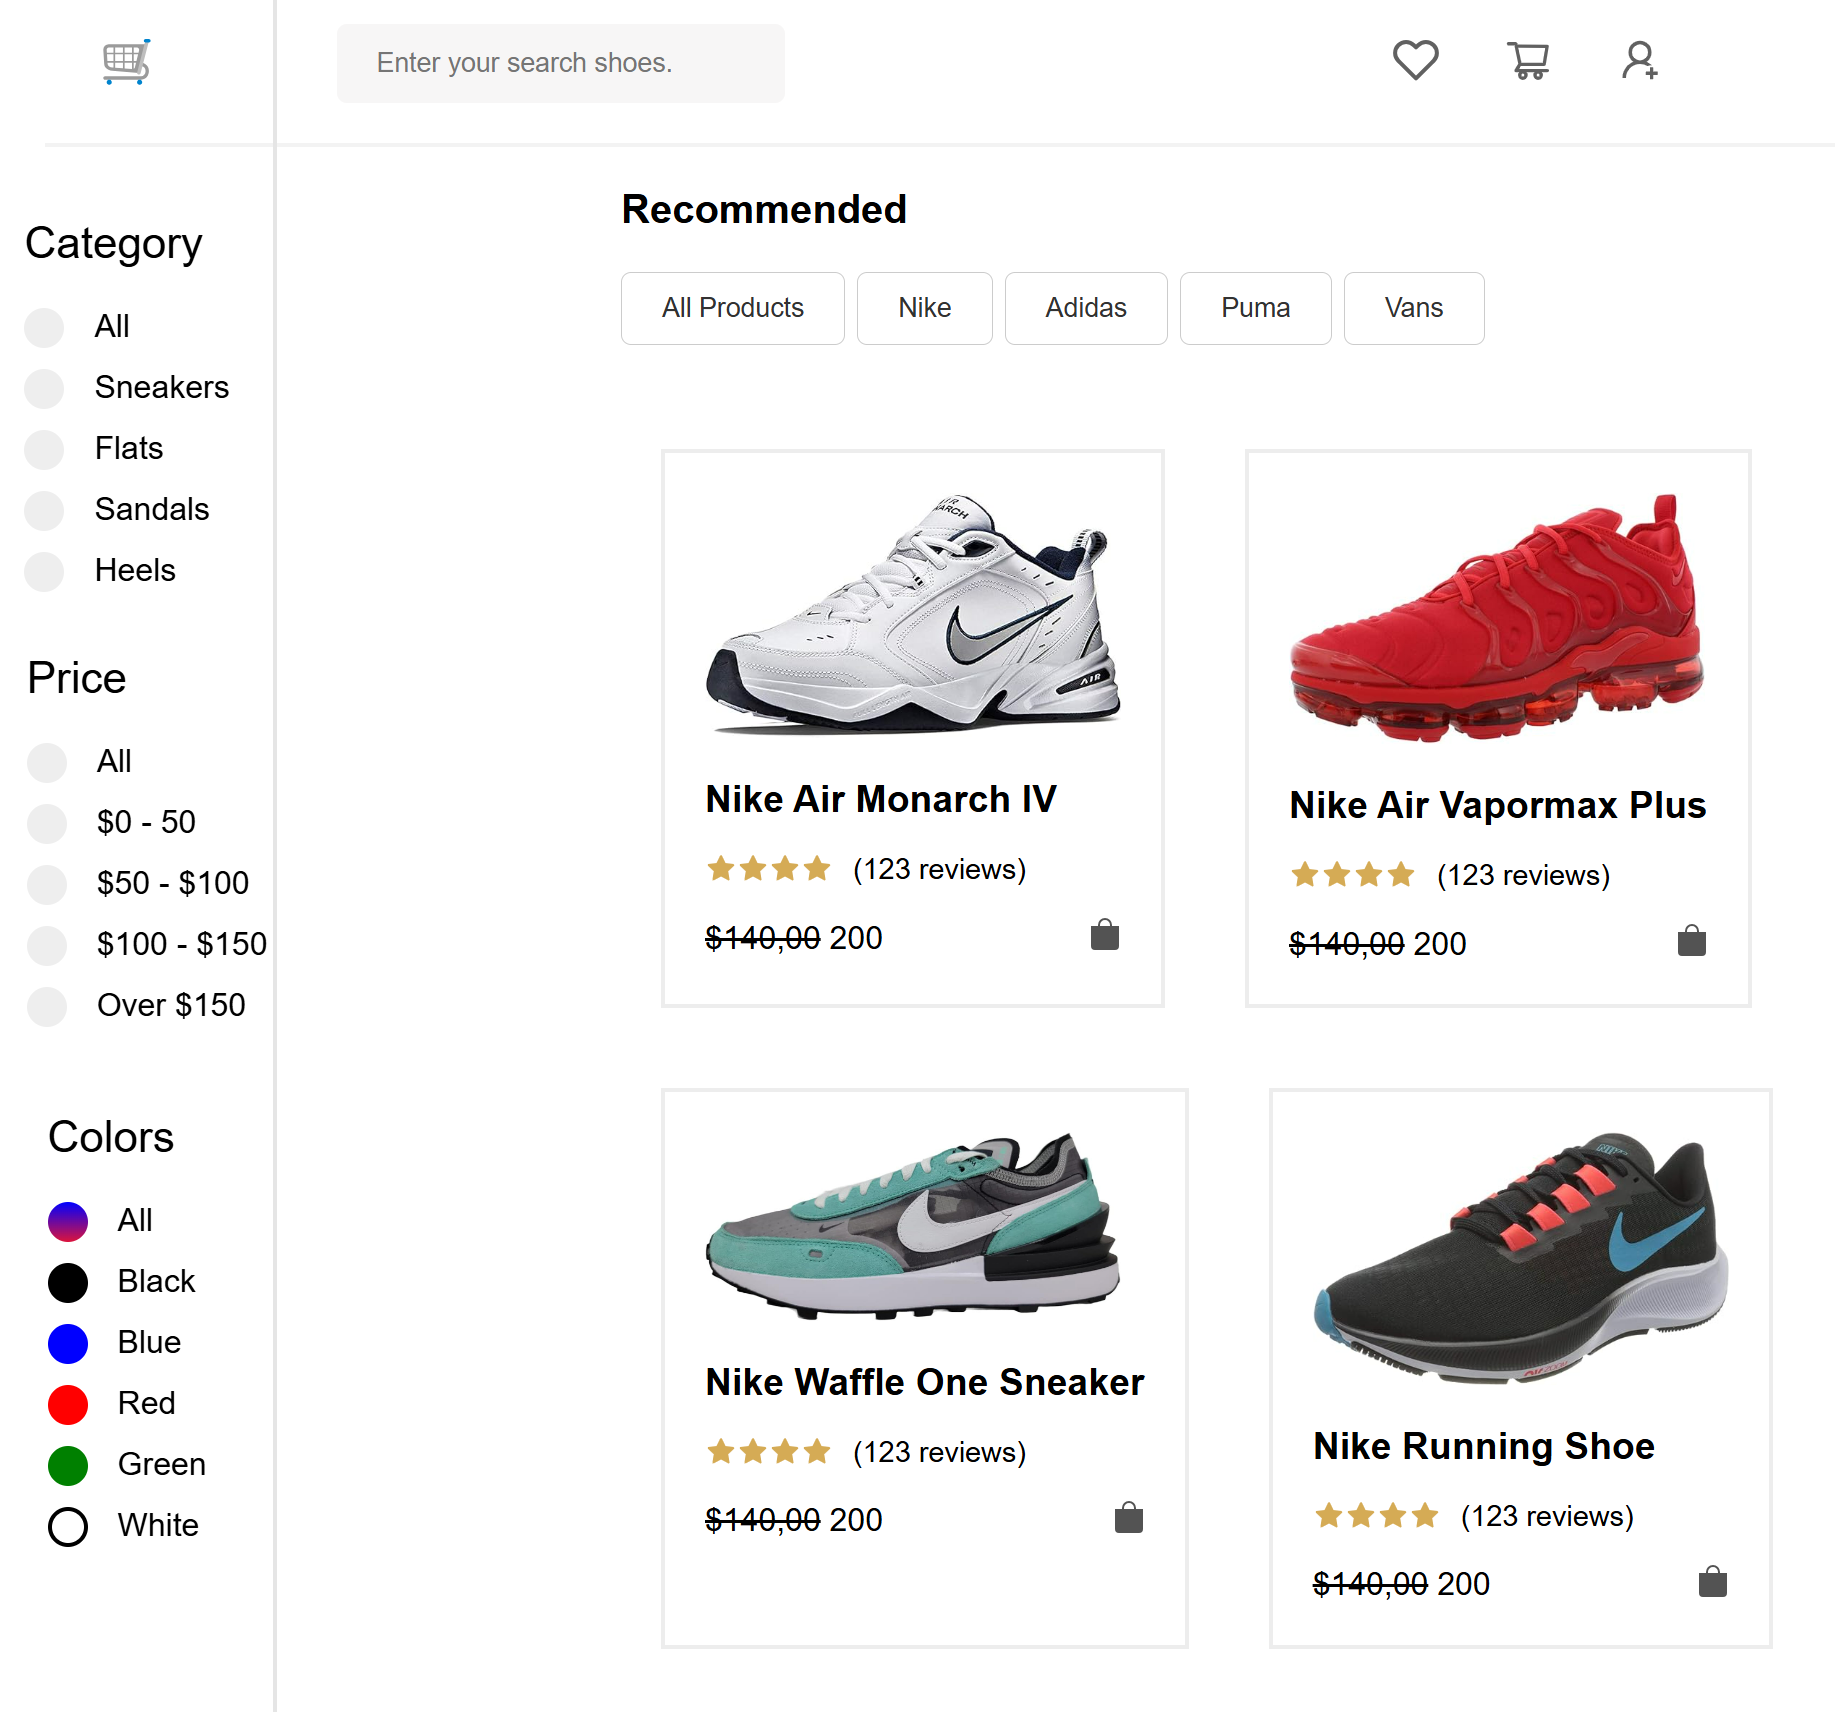 Enter your search shoes.
Category
All
Sneakers
Flats
Sandals
Heels
Price
All
$0 - 50
$50 - $100
$100 - $150
Over $150
Colors
All
Black
Blue
Red
Green
White
Recommended
All Products Nike Adidas Puma Vans
AIR
Nike Air Monarch IV
(123 reviews)
$140,00 200
Nike Air Vapormax Plus
(123 reviews)
$140,00 200
Nike Waffle One Sneaker
(123 reviews)
$140,00 200
Nike Running Shoe
(123 reviews)
$140,00 200